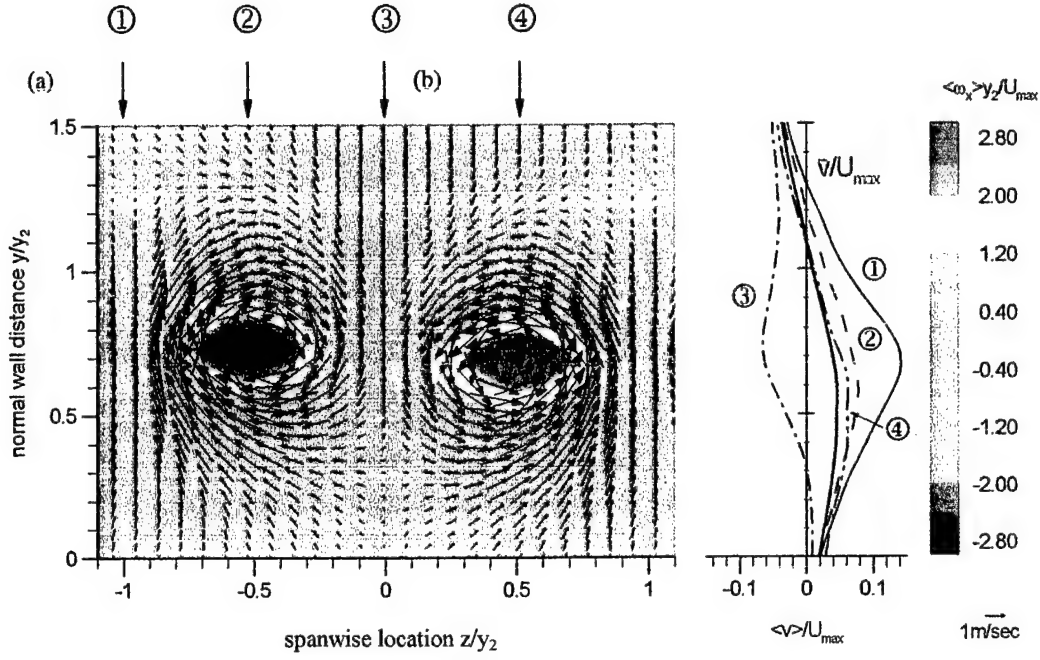 ① ② ③ ④
(a) (b)
<ω_x>y₂/U_max
1.5
1
0.5
0
normal wall distance y/y₂
-1 -0.5 0 0.5 1
spanwise location z/y₂
v̄/U_max
①
③
②
④
-0.1 0 0.1
<v>/U_max
2.80
2.00
1.20
0.40
-0.40
-1.20
-2.00
-2.80
1m/sec